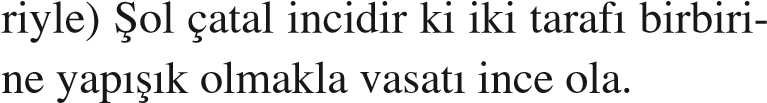 riyle) Şol çatal incidir ki iki tarafı birbiri-
ne yapışık olmakla vasatı ince ola.